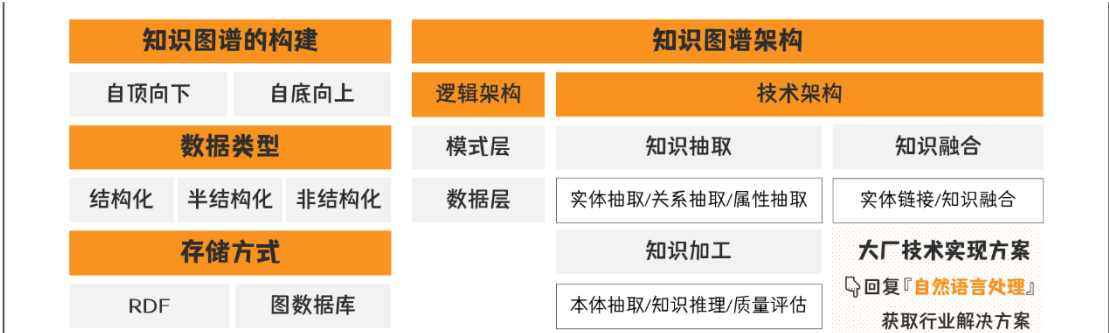 知识图谱的构建
自顶向下
自底向上
数据类型
结构化
半结构化
非结构化
存储方式
RDF
图数据库
知识图谱架构
逻辑架构
技术架构
模式层
知识抽取
知识融合
数据层
实体抽取/关系抽取/属性抽取
实体链接/知识融合
知识加工
本体抽取/知识推理/质量评估
大厂技术实现方案
回复『自然语言处理』
获取行业解决方案